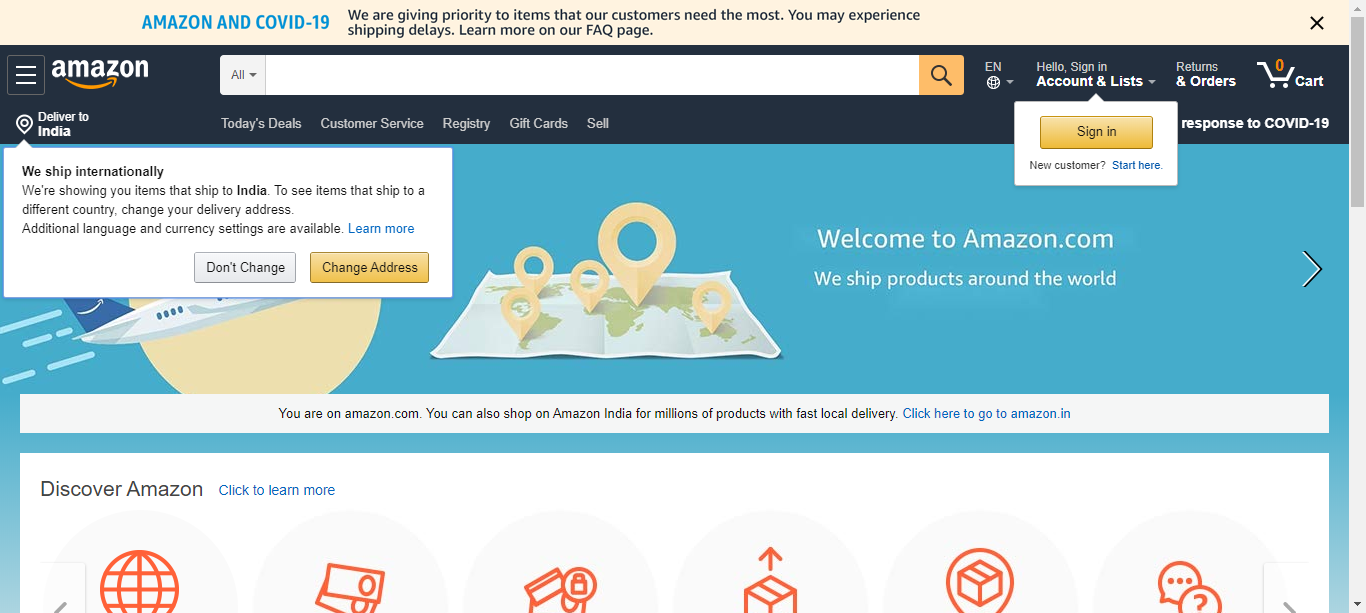 AMAZON AND COVID-19
We are giving priority to items that our customers need the most. You may experience
shipping delays. Learn more on our FAQ page.
amazon
All
EN
Hello, Sign in
Account & Lists
Returns
& Orders
0
Cart
Deliver to
India
Today's Deals
Customer Service
Registry
Gift Cards
Sell
response to COVID-19
Sign in
New customer? Start here.
We ship internationally
We're showing you items that ship to India. To see items that ship to a
different country, change your delivery address.
Additional language and currency settings are available. Learn more
Don't Change
Change Address
Welcome to Amazon.com
We ship products around the world
You are on amazon.com. You can also shop on Amazon India for millions of products with fast local delivery. Click here to go to amazon.in
Discover Amazon
Click to learn more
?